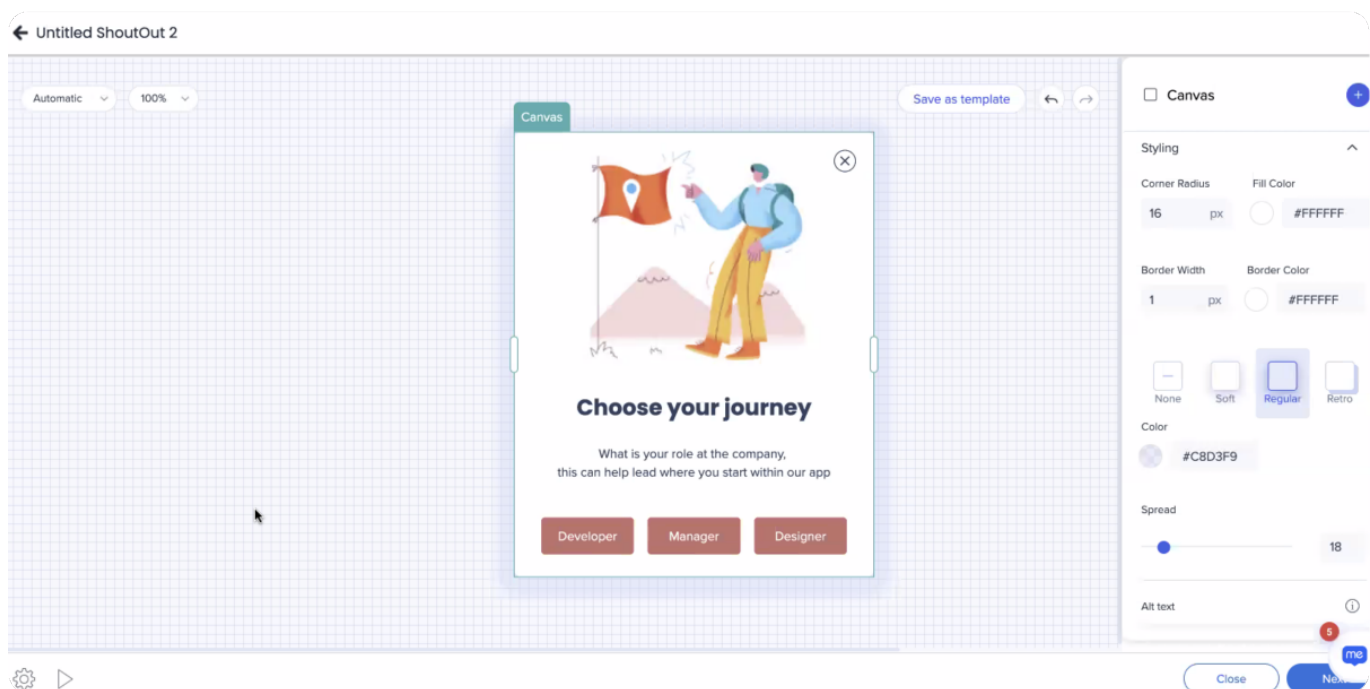 Untitled ShoutOut 2
Automatic
100%
Save as template
Canvas
Choose your journey
What is your role at the company,
this can help lead where you start within our app
Developer Manager Designer
Canvas
Styling
Corner Radius Fill Color
16 px #FFFFFF
Border Width Border Color
1 px #FFFFFF
None Soft Regular Retro
Color
#C8D3F9
Spread
18
Alt text
5
me
Close